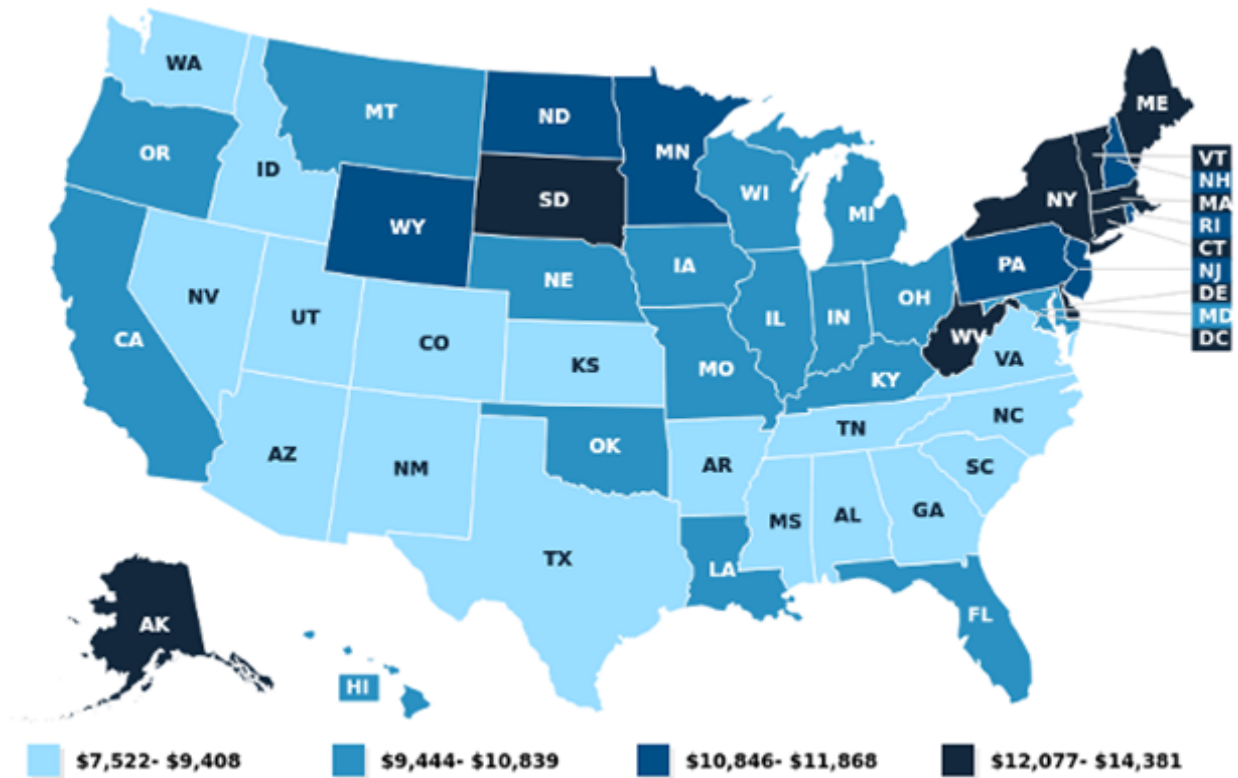 WA
MT
ND
MN
ME
OR
ID
SD
WI
MI
NY
VT
NH
MA
RI
CT
NJ
DE
MD
DC
WY
NE
IA
PA
NV
UT
CO
IL
IN
OH
CA
KS
MO
KY
WV
VA
AZ
NM
OK
AR
TN
NC
SC
MS
AL
GA
TX
LA
FL
AK
HI
$7,522- $9,408
$9,444- $10,839
$10,846- $11,868
$12,077- $14,381